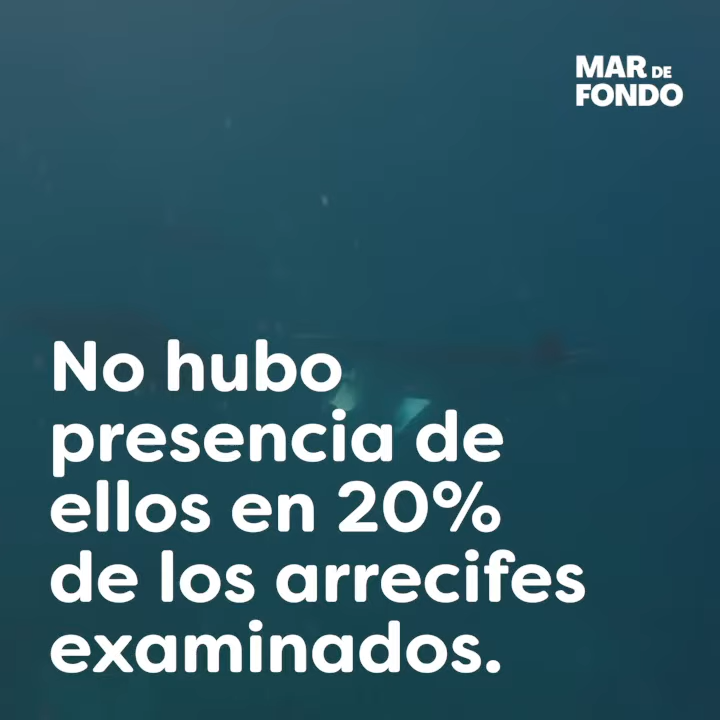 MAR DE
FONDO
No hubo
presencia de
ellos en 20%
de los arrecifes
examinados.